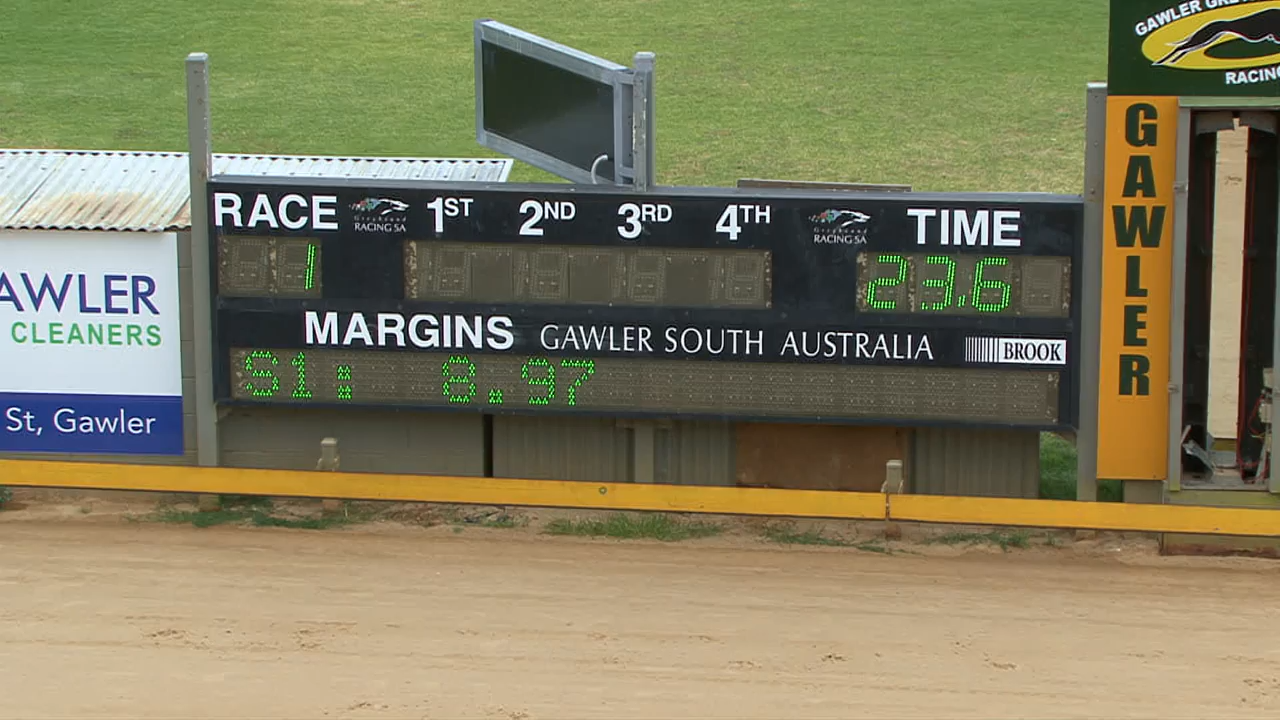 GAWLER GREY
RACING
GAWLER
RACE 1ST 2ND 3RD 4TH TIME
Greyhound
RACING SA
Greyhound
RACING SA
1 23.6
MARGINS GAWLER SOUTH AUSTRALIA BROOK
S1: 8.97
AWLER
CLEANERS
St, Gawler